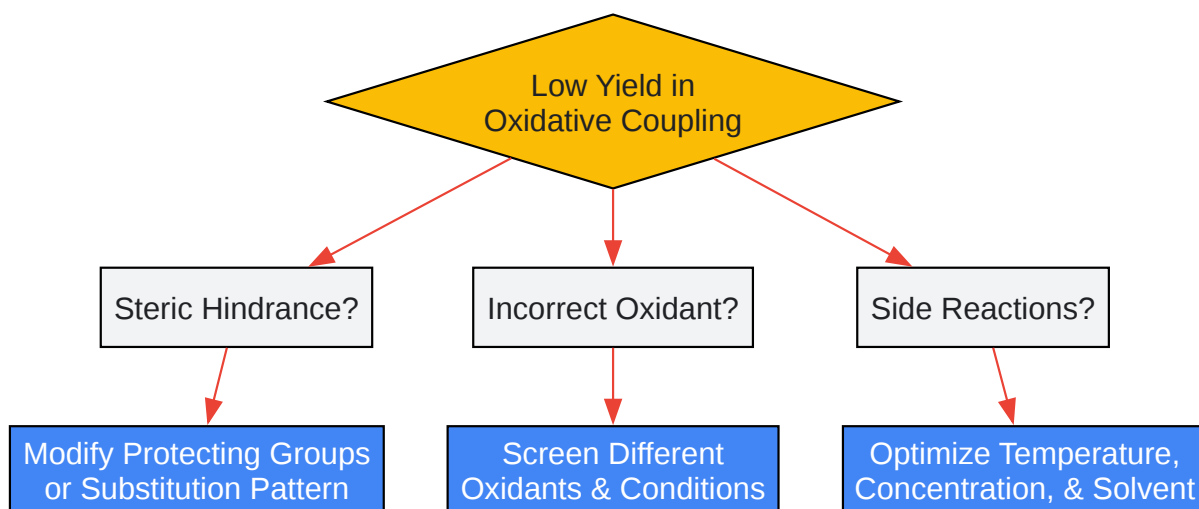 Low Yield in
Oxidative Coupling
Steric Hindrance?
Incorrect Oxidant?
Side Reactions?
Modify Protecting Groups
or Substitution Pattern
Screen Different
Oxidants & Conditions
Optimize Temperature,
Concentration, & Solvent